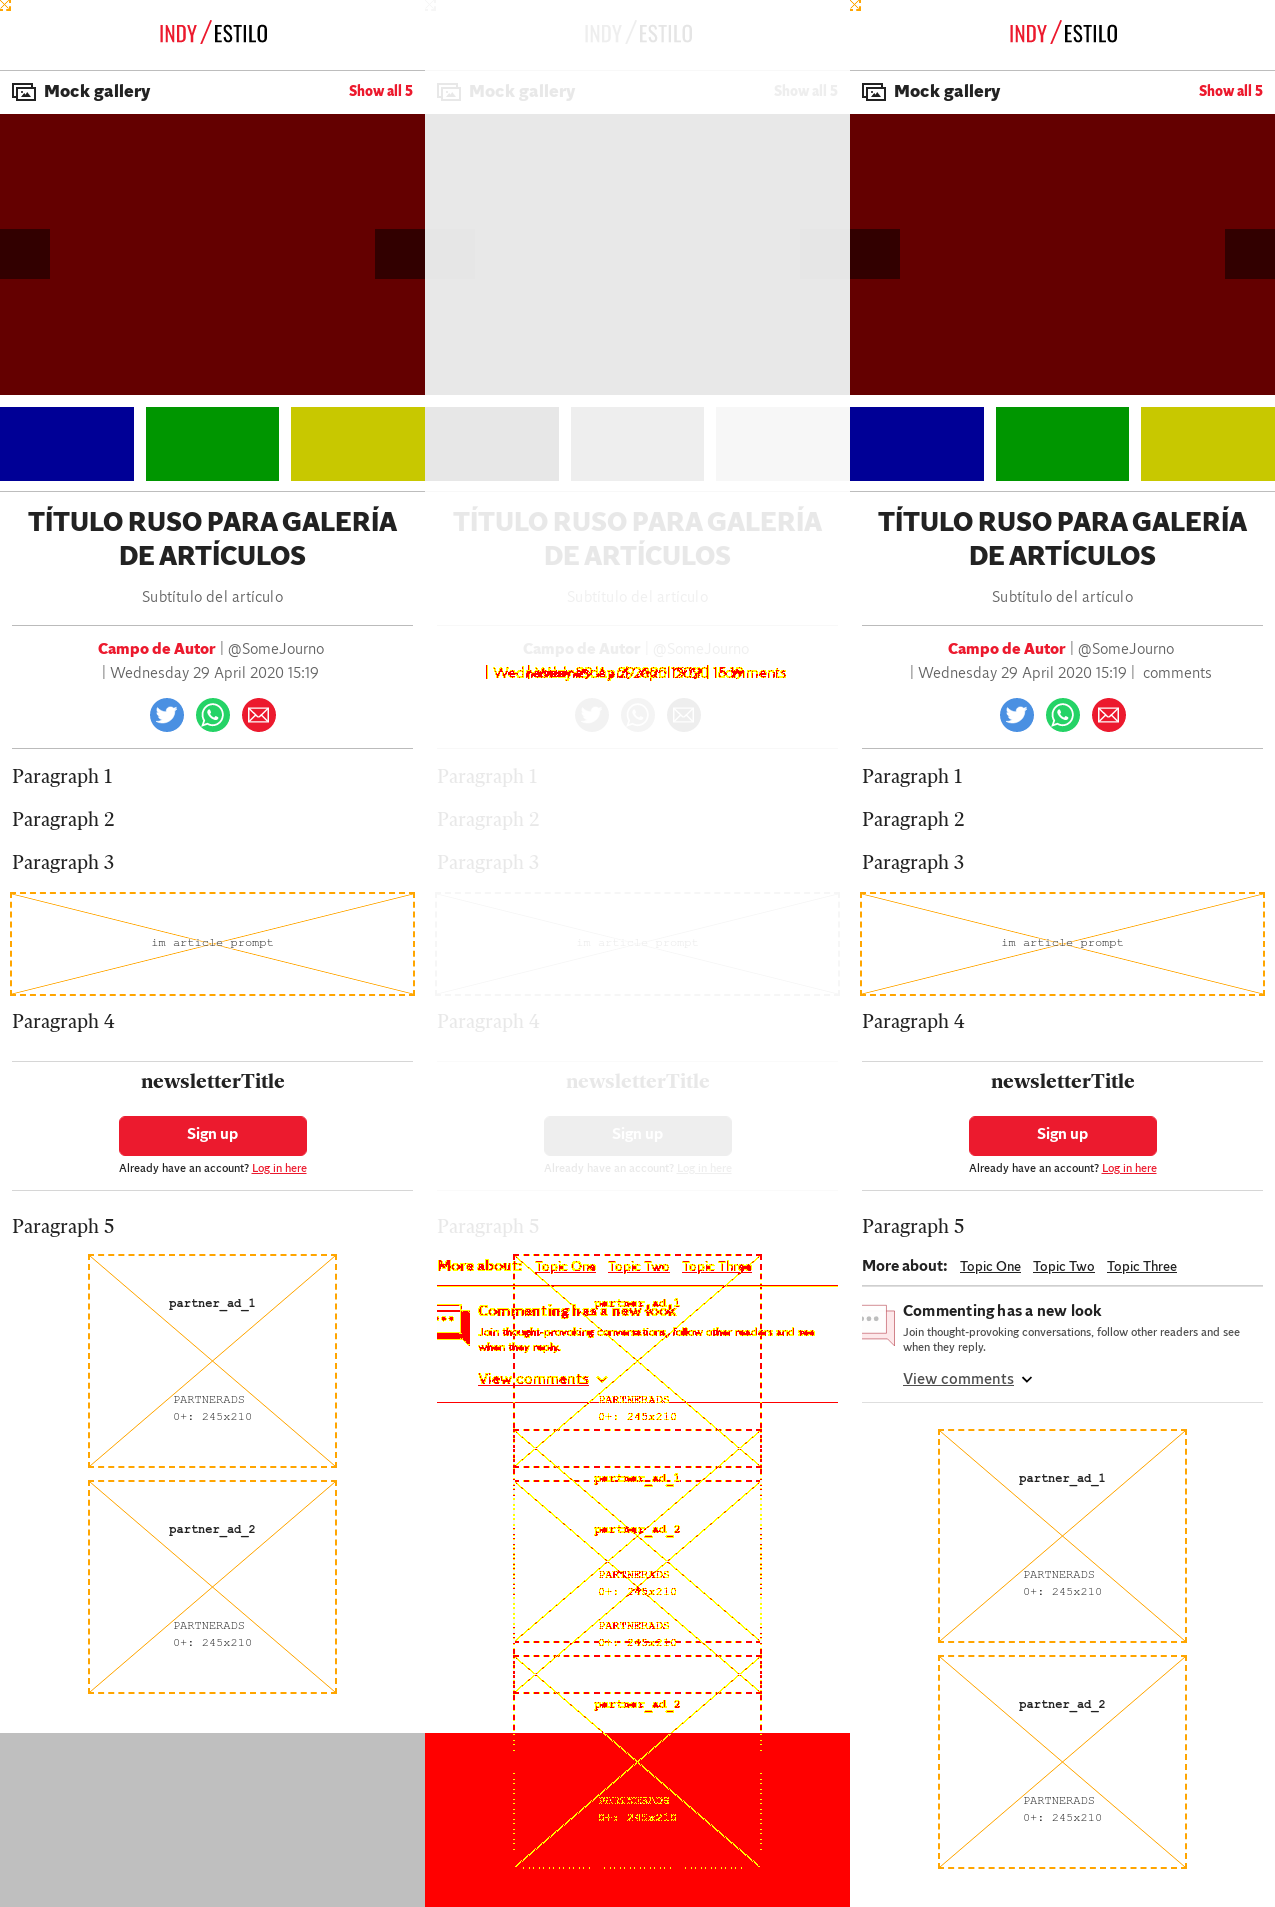 INDY/ESTILO
Mock gallery
Show all 5
TÍTULO RUSO PARA GALERÍA
DE ARTÍCULOS
Subtítulo del artículo
Campo de Autor | @SomeJourno
| Wednesday 29 April 2020 15:19
Paragraph 1
Paragraph 2
Paragraph 3
im article prompt
Paragraph 4
newsletterTitle
Sign up
Already have an account? Log in here
Paragraph 5
partner_ad_1
PARTNERADS
0+: 245x210
partner_ad_2
PARTNERADS
0+: 245x210
INDY/ESTILO
Mock gallery
Show all 5
TÍTULO RUSO PARA GALERÍA
DE ARTÍCULOS
Subtítulo del artículo
Campo de Autor | @SomeJourno
Paragraph 1
Paragraph 2
Paragraph 3
im article prompt
Paragraph 4
newsletterTitle
Sign up
Already have an account? Log in here
Paragraph 5
More about: Topic One Topic Two Topic Three
partner_ad_1
Commenting has a new look
Join thought-provoking conversations, follow other readers and see
when they reply.
View comments
PARTNERADS
0+: 245x210
partner_ad_1
partner_ad_2
PARTNERADS
0+: 245x210
PARTNERADS
0+: 245x210
partner_ad_2
PARTNERADS
0+: 245x210
INDY/ESTILO
Mock gallery
Show all 5
TÍTULO RUSO PARA GALERÍA
DE ARTÍCULOS
Subtítulo del artículo
Campo de Autor | @SomeJourno
| Wednesday 29 April 2020 15:19 | comments
Paragraph 1
Paragraph 2
Paragraph 3
im article prompt
Paragraph 4
newsletterTitle
Sign up
Already have an account? Log in here
Paragraph 5
More about: Topic One Topic Two Topic Three
Commenting has a new look
Join thought-provoking conversations, follow other readers and see
when they reply.
View comments
partner_ad_1
PARTNERADS
0+: 245x210
partner_ad_2
PARTNERADS
0+: 245x210